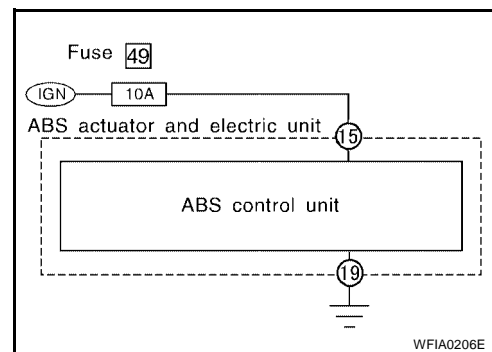 Fuse 49
IGN 10A
ABS actuator and electric unit 15
ABS control unit
19
WFIA0206E